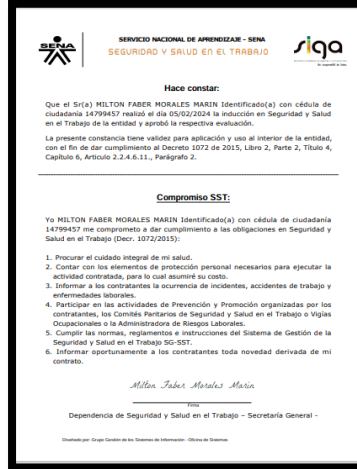 SENA
SERVICIO NACIONAL DE APRENDIZAJE - SENA
SEGURIDAD Y SALUD EN EL TRABAJO
siga
Hace constar:
Que el Sr(a) MILTON FABER MORALES MARIN Identificado(a) con cédula de
ciudadanía 14799457 realizó el día 05/02/2024 la inducción en Seguridad y Salud
en el Trabajo de la entidad y aprobó la respectiva evaluación.
La presente constancia tiene validez para aplicación y uso al interior de la entidad,
con el fin de dar cumplimiento al Decreto 1072 de 2015, Libro 2, Parte 2, Título 4,
Capítulo 6, Articulo 2.2.4.6.11., Parágrafo 2.
Compromiso SST:
Yo MILTON FABER MORALES MARIN Identificado(a) con cédula de ciudadanía
14799457 me comprometo a dar cumplimiento a las obligaciones en Seguridad y
Salud en el Trabajo (Decr. 1072/2015):
1. Procurar el cuidado integral de mi salud.
2. Contar con los elementos de protección personal necesarios para ejecutar la
actividad contratada, para lo cual asumiré su costo.
3. Informar a los contratantes la ocurrencia de incidentes, accidentes de trabajo y
enfermedades laborales.
4. Participar en las actividades de Prevención y Promoción organizadas por los
contratantes, los Comités Paritarios de Seguridad y Salud en el Trabajo o Vigías
Ocupacionales o la Administradora de Riesgos Laborales.
5. Cumplir las normas, reglamentos e instrucciones del Sistema de Gestión de la
Seguridad y Salud en el Trabajo SG-SST.
6. Informar oportunamente a los contratantes toda novedad derivada de mi
contrato.
Milton Faber Morales Marin
Firma
Dependencia de Seguridad y Salud en el Trabajo – Secretaría General -
Diseñado por: Grupo Gestión de los Sistemas de Información - Oficina de Sistemas